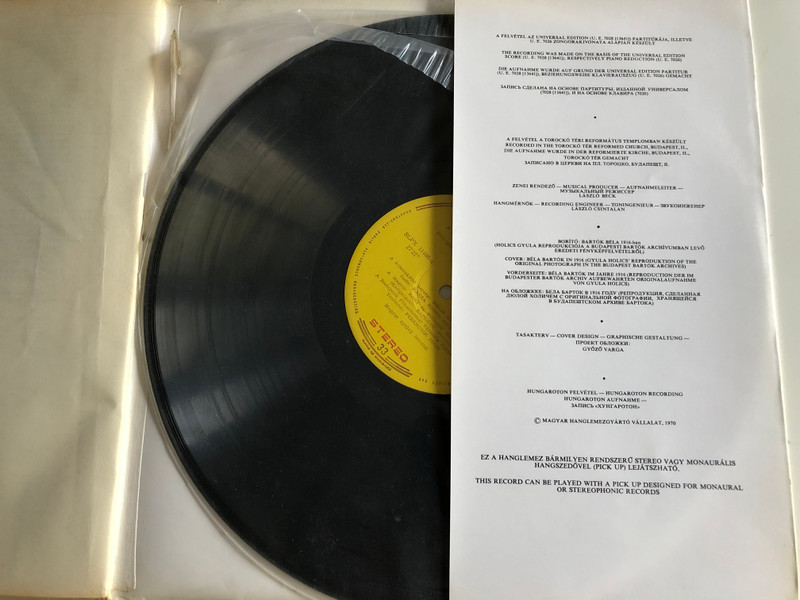 A FELVÉTEL AZ UNIVERSAL EDITION (U. E. 7028 [13641]) PARTITÚRÁJA, ILLETVE
U. E. 7026 ZONGORAKIVONATA ALAPJÁN KÉSZÜLT
THE RECORDING WAS MADE ON THE BASIS OF THE UNIVERSAL EDITION
SCORE (U. E. 7028 [13641]), RESPECTIVELY PIANO REDUCTION (U. E. 7026)
DIE AUFNAHME WURDE AUF GRUND DER UNIVERSAL EDITION PARTITUR
(U. E. 7028 [13641]), BEZIEHUNGSWEISE KLAVIERAUSZUG (U. E. 7026) GEMACHT
ЗАПИСЬ СДЕЛАНА НА ОСНОВЕ ПАРТИТУРЫ, ИЗДАННОЙ УНИВЕРСАЛОМ
(7028 [13641]), И НА ОСНОВЕ КЛАВИРА (7026)
A FELVÉTEL A TOROCKÓ TÉRI REFORMÁTUS TEMPLOMBAN KÉSZÜLT
RECORDED IN THE TOROCKÓ TÉR REFORMED CHURCH, BUDAPEST, II.,
DIE AUFNAHME WURDE IN DER REFORMIERTE KIRCHE, BUDAPEST, II.,
TOROCKÓ TÉR GEMACHT
ЗАПИСАНО В ЦЕРКВИ НА ПЛ. ТОРОЦКО, БУДАПЕШТ, II.
ZENEI RENDEZŐ — MUSICAL PRODUCER — AUFNAHMELEITER —
МУЗЫКАЛЬНЫЙ РЕЖИССЕР
LÁSZLÓ BECK
HANGMÉRNÖK — RECORDING ENGINEER — TONINGENIEUR — ЗВУКОИНЖЕНЕР
LÁSZLÓ CSINTALAN
BORÍTÓ: BARTÓK BÉLA 1916-ban
(HOLICS GYULA REPRODUKCIÓJA A BUDAPESTI BARTÓK ARCHÍVUMBAN LEVŐ
EREDETI FÉNYKÉPFELVÉTELRŐL)
COVER: BÉLA BARTÓK IN 1916 (GYULA HOLICS' REPRODUKTION OF THE
ORIGINAL PHOTOGRAPH IN THE BUDAPEST BARTÓK ARCHIVES)
VORDERSEITE: BÉLA BARTÓK IM JAHRE 1916 (REPRODUKTION DER IM
BUDAPESTER BARTÓK ARCHIV AUFBEWAHRTEN ORIGINALAUFNAHME
VON GYULA HOLICS)
НА ОБЛОЖКЕ: БЕЛА БАРТОК В 1916 ГОДУ (РЕПРОДУКЦИЯ, СДЕЛАННАЯ
ДЮЛОЙ ХОЛИЧЕМ С ОРИГИНАЛЬНОЙ ФОТОГРАФИИ, ХРАНЯЩЕЙСЯ
В БУДАПЕШТСКОМ АРХИВЕ БАРТОКА)
TASAKTERV — COVER DESIGN — GRAPHISCHE GESTALTUNG —
ПРОЕКТ ОБЛОЖКИ:
GYŐZŐ VARGA
HUNGAROTON FELVÉTEL — HUNGAROTON RECORDING
HUNGAROTON AUFNAHME —
ЗАПИСЬ «ХУНГАРОТОН»
© MAGYAR HANGLEMEZGYÁRTÓ VÁLLALAT, 1970
EZ A HANGLEMEZ BÁRMILYEN RENDSZERŰ STEREO VAGY MONAURÁLIS
HANGSZEDŐVEL (PICK UP) LEJÁTSZHATÓ.
THIS RECORD CAN BE PLAYED WITH A PICK UP DESIGNED FOR MONAURAL
OR STEREOPHONIC RECORDS
STEREO
33